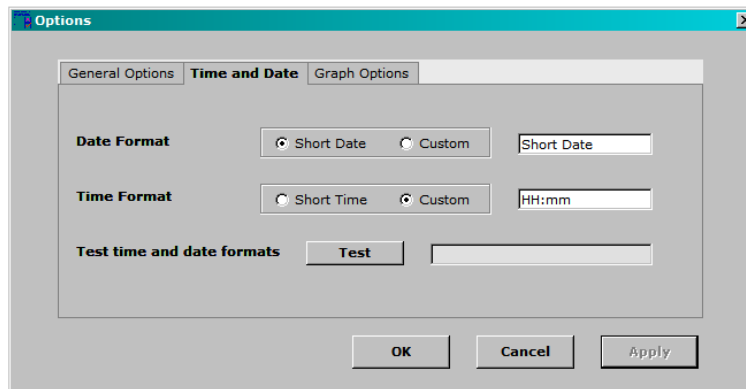 Options
General Options Time and Date Graph Options
Date Format Short Date Custom Short Date
Time Format Short Time Custom HH:mm
Test time and date formats Test
OK Cancel Apply